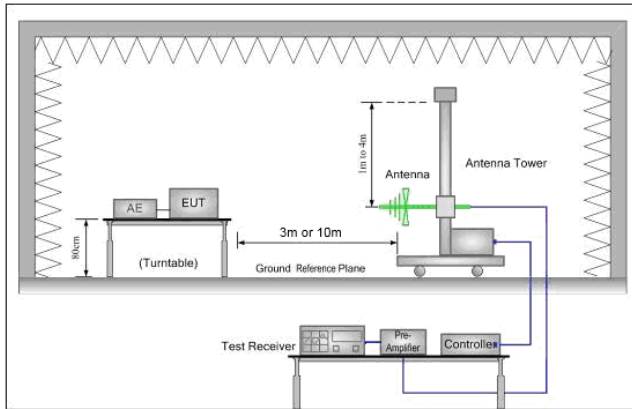 1m to 4m
Antenna
Antenna Tower
AE
EUT
80cm
(Turntable)
3m or 10m
Ground Reference Plane
Test Receiver
Pre-
Amplifier
Controller